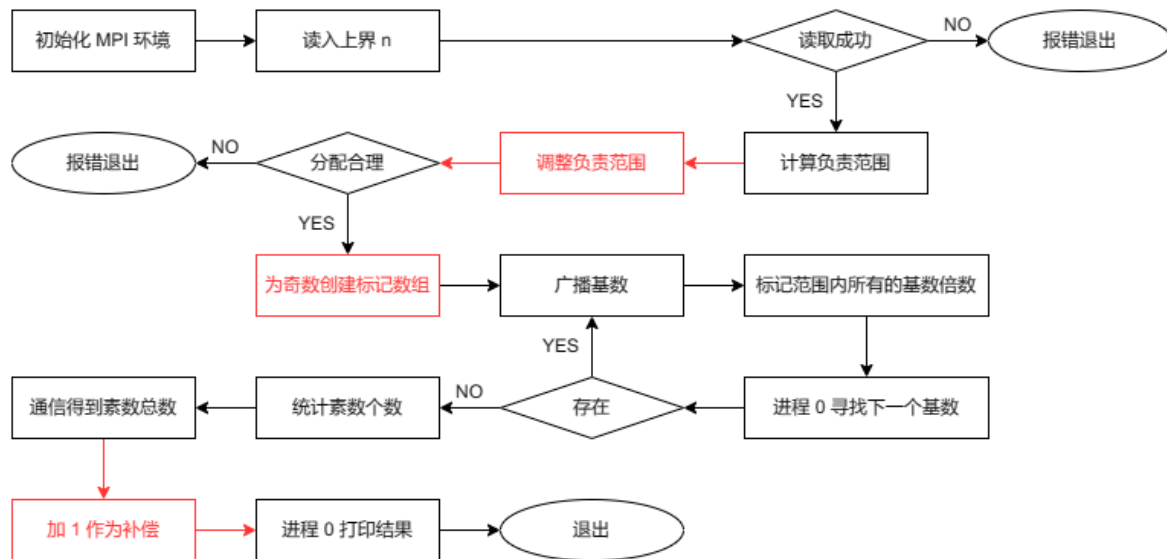 初始化 MPI 环境
读入上界 n
读取成功
NO
报错退出
YES
报错退出
NO
分配合理
调整负责范围
计算负责范围
YES
为奇数创建标记数组
广播基数
标记范围内所有的基数倍数
YES
通信得到素数总数
统计素数个数
NO
存在
进程 0 寻找下一个基数
加 1 作为补偿
进程 0 打印结果
退出